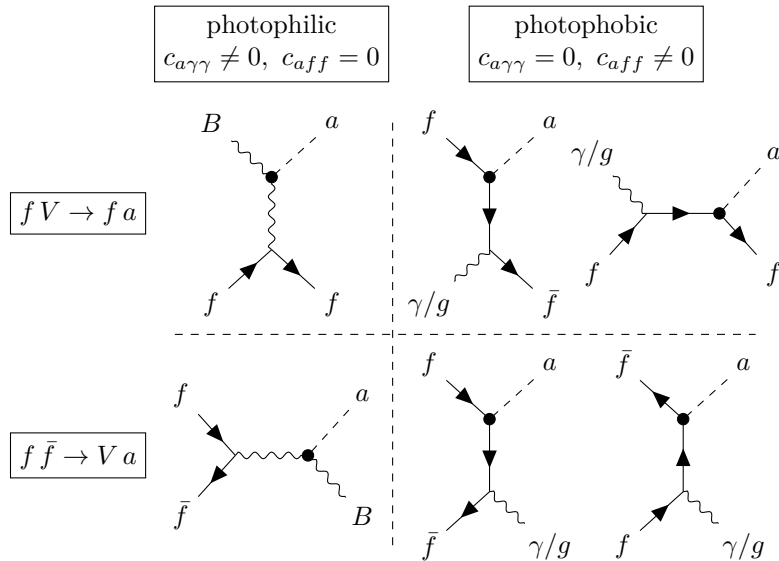 photophilic
c_{aγγ} ≠ 0, c_{aff} = 0
photophobic
c_{aγγ} = 0, c_{aff} ≠ 0
f V → f a
B
a
f
f
f
a
γ/g
f̄
γ/g
a
f
f
f f̄ → V a
f
a
f̄
B
f
a
f̄
γ/g
f̄
a
f
γ/g